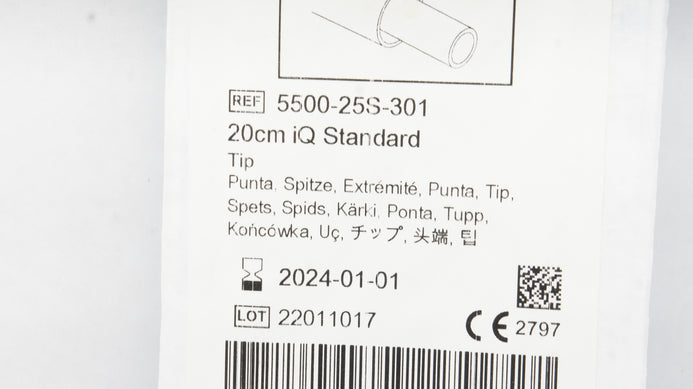 REF 5500-25S-301
20cm iQ Standard
Tip
Punta, Spitze, Extrémité, Punta, Tip,
Spets, Spids, Kärki, Ponta, Tupp,
Końcówka, Uç, チップ, 头端, 팁
2024-01-01
LOT 22011017
CE 2797